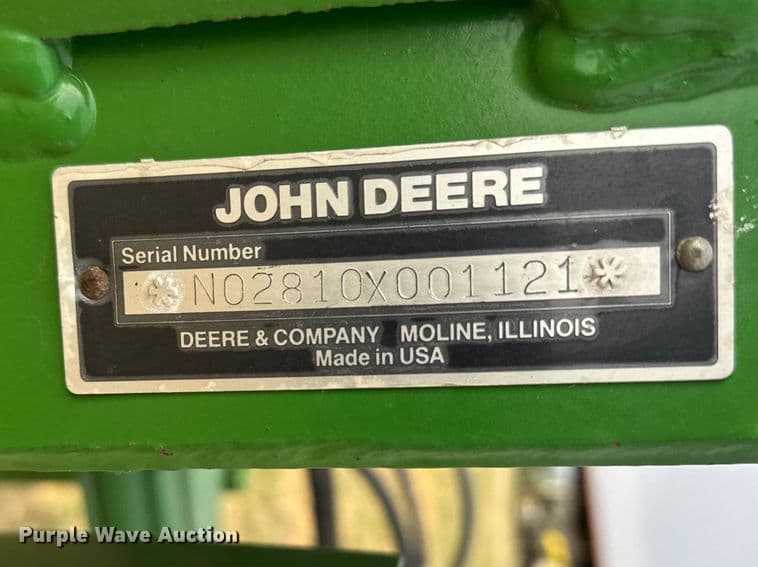 JOHN DEERE
Serial Number
N02810X001121
DEERE & COMPANY MOLINE, ILLINOIS
Made in USA
Purple Wave Auction